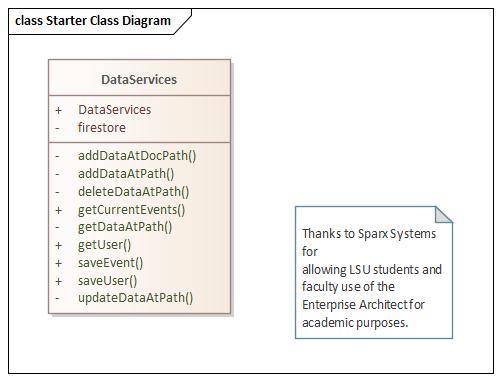 class Starter Class Diagram
DataServices
+ DataServices
- firestore
- addDataAtDocPath()
- addDataAtPath()
- deleteDataAtPath()
+ getCurrentEvents()
- getDataAtPath()
+ getUser()
+ saveEvent()
+ saveUser()
- updateDataAtPath()
Thanks to Sparx Systems
for
allowing LSU students and
faculty use of the
Enterprise Architect for
academic purposes.